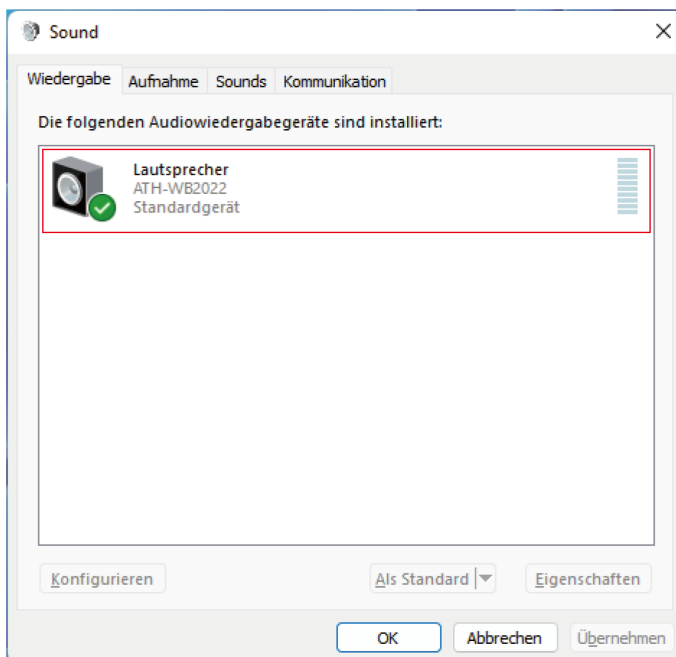 Sound
Wiedergabe Aufnahme Sounds Kommunikation
Die folgenden Audiowiedergabegeräte sind installiert:
Lautsprecher
ATH-WB2022
Standardgerät
Konfigurieren Als Standard Eigenschaften
OK Abbrechen Übernehmen